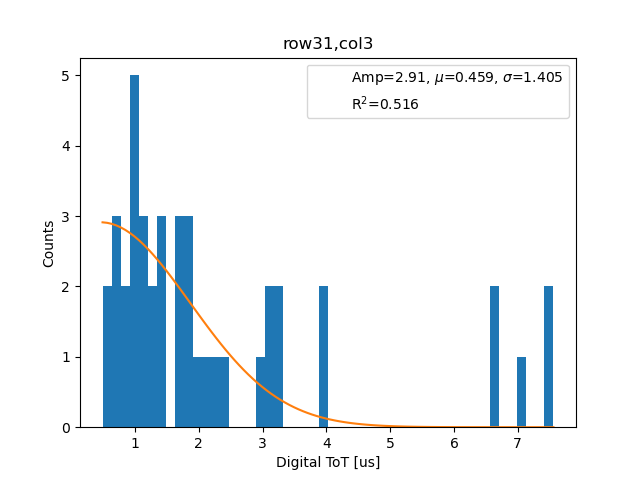 row31,col3
Amp=2.91, μ=0.459, σ=1.405
R²=0.516
Counts
5
4
3
2
1
0
1 2 3 4 5 6 7
Digital ToT [us]